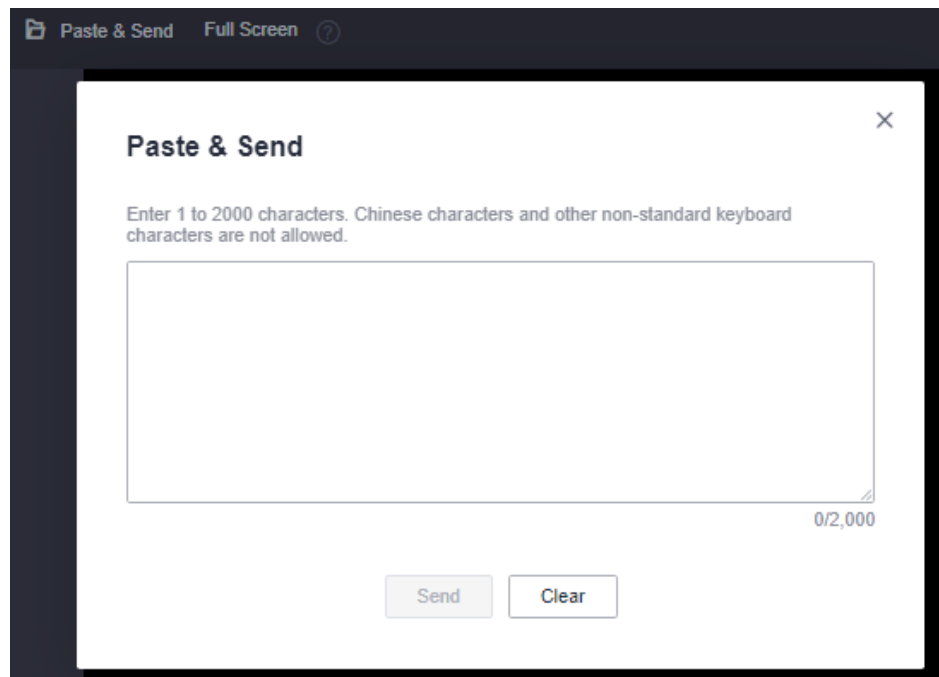 Paste & Send Full Screen ?
Paste & Send
Enter 1 to 2000 characters. Chinese characters and other non-standard keyboard
characters are not allowed.
0/2,000
Send Clear